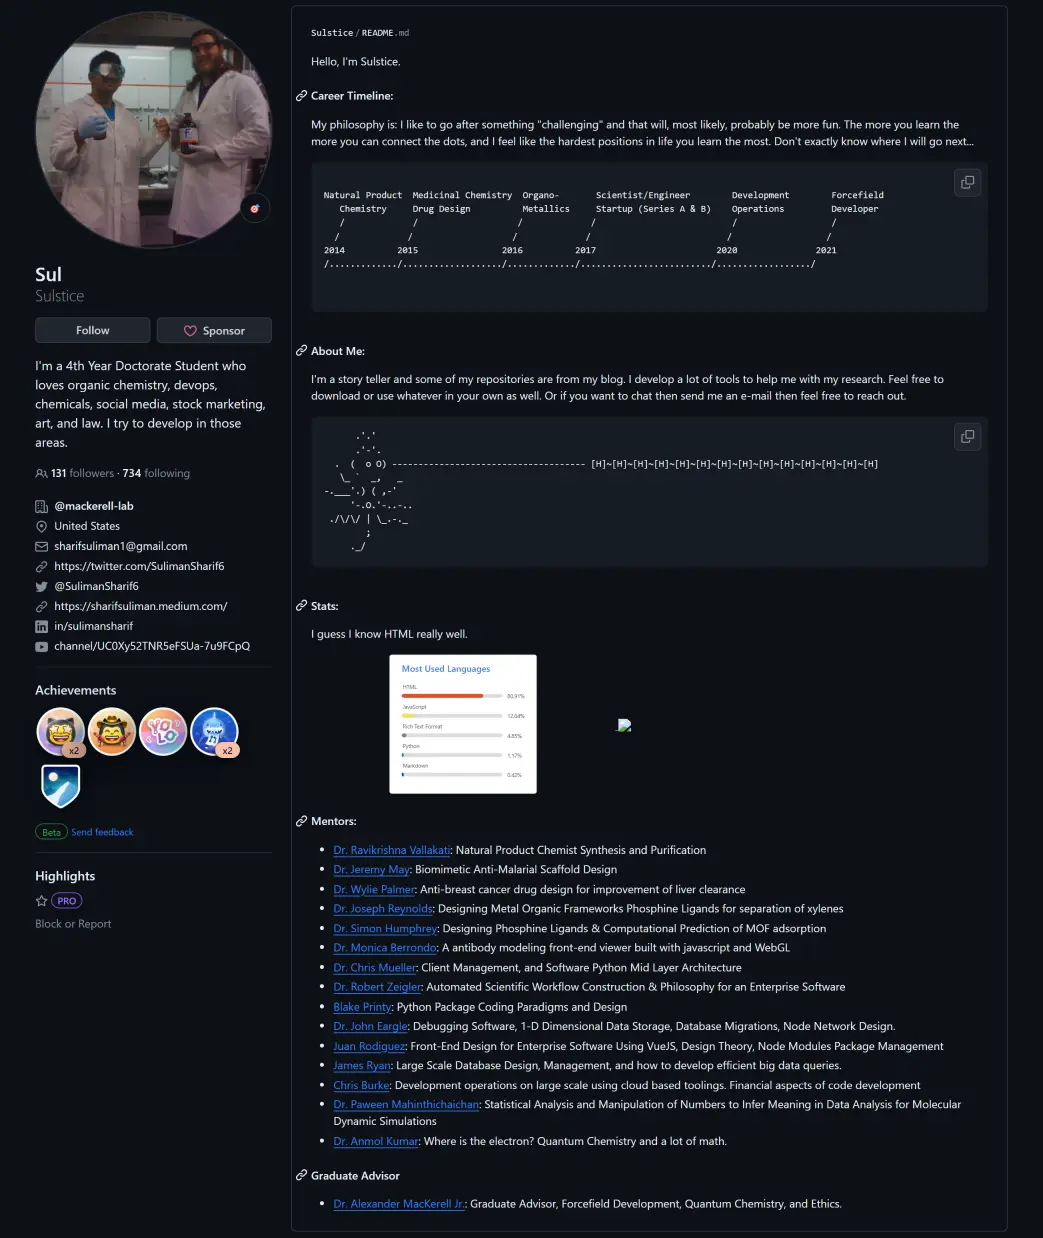 Sul
Sulstice
Follow
Sponsor
I'm a 4th Year Doctorate Student who
loves organic chemistry, devops,
chemicals, social media, stock marketing,
art, and law. I try to develop in those
areas.
131 followers · 734 following
@mackerell-lab
United States
sharifsuliman1@gmail.com
https://twitter.com/SulimanSharif6
@SulimanSharif6
https://sharifsuliman.medium.com/
in/sulimansharif
channel/UC0Xy52TNR5eFSUa-7u9FCpQ
Achievements
x2
YOLO
x2
Beta Send feedback
Highlights
PRO
Block or Report
Sulstice / README.md
Hello, I'm Sulstice.
Career Timeline:
My philosophy is: I like to go after something "challenging" and that will, most likely, probably be more fun. The more you learn the
more you can connect the dots, and I feel like the hardest positions in life you learn the most. Don't exactly know where I will go next...
Natural Product Medicinal Chemistry Organo- Scientist/Engineer Development Forcefield
Chemistry Drug Design Metallics Startup (Series A & B) Operations Developer
/ / / / / /
/ / / / / /
2014 2015 2016 2017 2020 2021
/............./.................../............./........................./................../
About Me:
I'm a story teller and some of my repositories are from my blog. I develop a lot of tools to help me with my research. Feel free to
download or use whatever in your own as well. Or if you want to chat then send me an e-mail then feel free to reach out.
.'.'
.'-'.
. ( o O) ------------------------------------- [H]~[H]~[H]~[H]~[H]~[H]~[H]~[H]~[H]~[H]~[H]~[H]~[H]~[H]
\_ ` _, _
-.___'.) ( ,-'
'-.O.'-..-..
./\/\/ | \_.-._
;
._/
Stats:
I guess I know HTML really well.
Most Used Languages
HTML
80.91%
JavaScript
12.64%
Rich Text Format
4.85%
Python
1.17%
Markdown
0.42%
Mentors:
Dr. Ravikrishna Vallakati: Natural Product Chemist Synthesis and Purification
Dr. Jeremy May: Biomimetic Anti-Malarial Scaffold Design
Dr. Wylie Palmer: Anti-breast cancer drug design for improvement of liver clearance
Dr. Joseph Reynolds: Designing Metal Organic Frameworks Phosphine Ligands for separation of xylenes
Dr. Simon Humphrey: Designing Phosphine Ligands & Computational Prediction of MOF adsorption
Dr. Monica Berrondo: A antibody modeling front-end viewer built with javascript and WebGL
Dr. Chris Mueller: Client Management, and Software Python Mid Layer Architecture
Dr. Robert Zeigler: Automated Scientific Workflow Construction & Philosophy for an Enterprise Software
Blake Printy: Python Package Coding Paradigms and Design
Dr. John Eargle: Debugging Software, 1-D Dimensional Data Storage, Database Migrations, Node Network Design.
Juan Rodiguez: Front-End Design for Enterprise Software Using VueJS, Design Theory, Node Modules Package Management
James Ryan: Large Scale Database Design, Management, and how to develop efficient big data queries.
Chris Burke: Development operations on large scale using cloud based toolings. Financial aspects of code development
Dr. Paween Mahinthichaichan: Statistical Analysis and Manipulation of Numbers to Infer Meaning in Data Analysis for Molecular
Dynamic Simulations
Dr. Anmol Kumar: Where is the electron? Quantum Chemistry and a lot of math.
Graduate Advisor
Dr. Alexander MacKerell Jr.: Graduate Advisor, Forcefield Development, Quantum Chemistry, and Ethics.